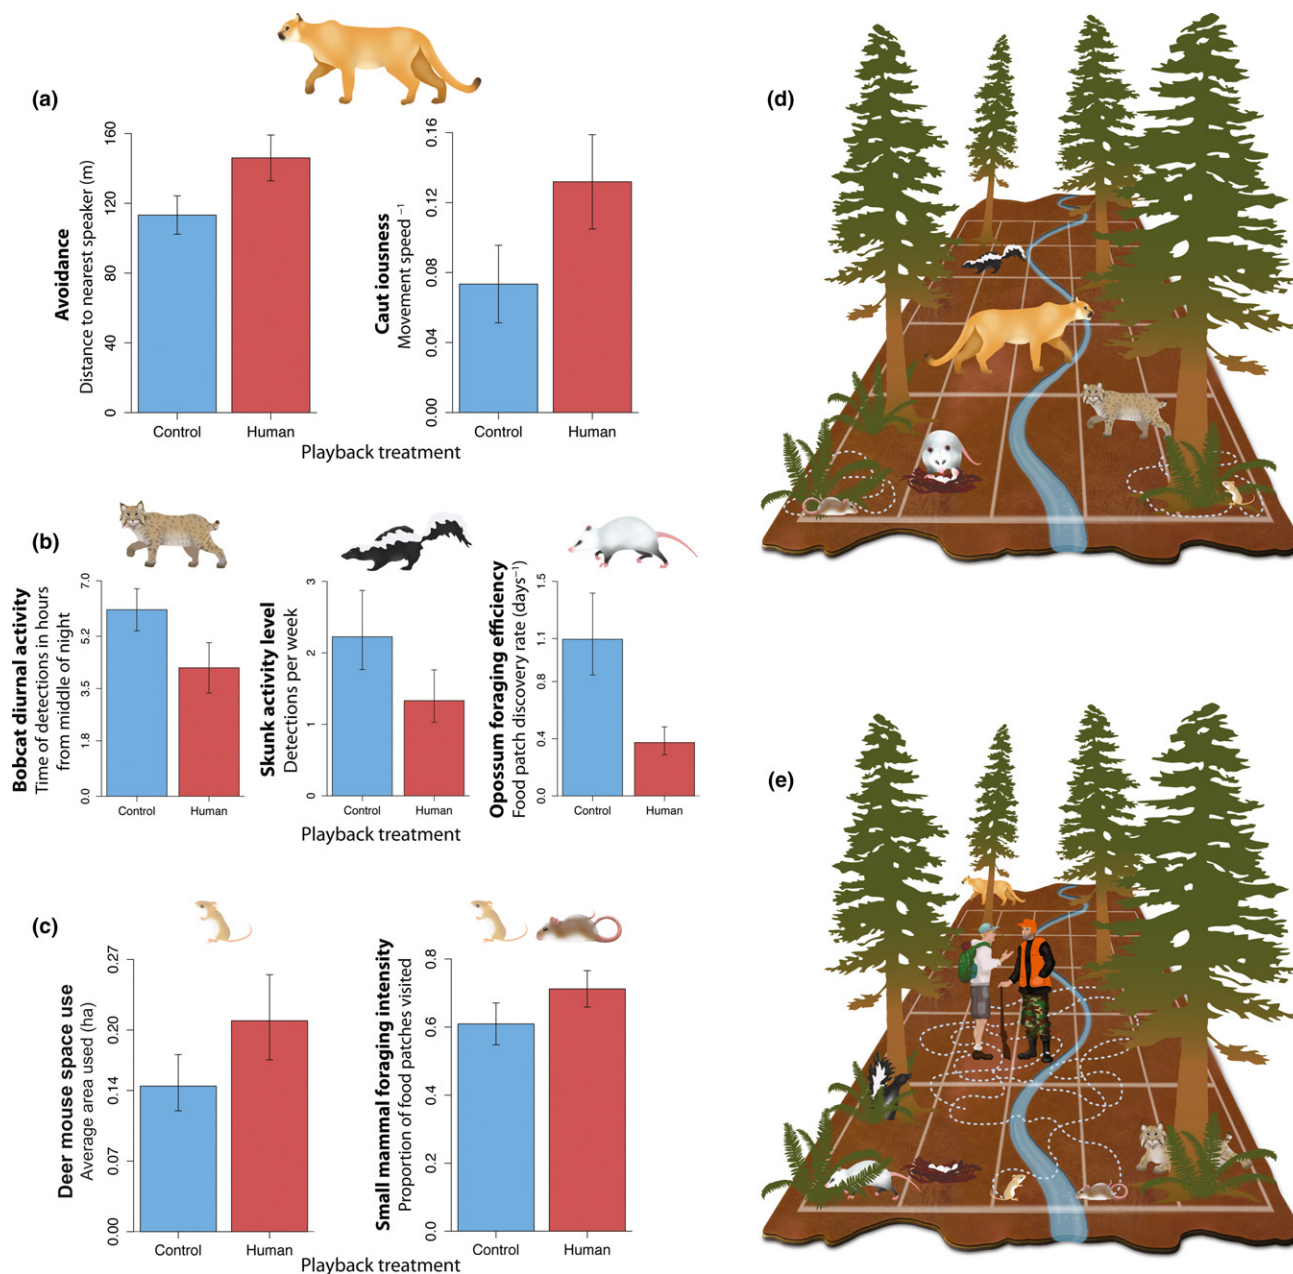 (a)
Avoidance
Distance to nearest speaker (m)
0
40
80
120
160
Control
Human
Caut iousness
Movement speed ⁻¹
0.00
0.04
0.08
0.12
0.16
Control
Human
Playback treatment
(b)
Bobcat diurnal activity
Time of detections in hours
from middle of night
0.0
1.8
3.5
5.2
7.0
Control
Human
Skunk activity level
Detections per week
0
1
2
3
Control
Human
Opossum foraging efficiency
Food patch discovery rate (days⁻¹)
0.0
0.4
0.8
1.1
1.5
Control
Human
Playback treatment
(c)
Deer mouse space use
Average area used (ha)
0.00
0.07
0.14
0.20
0.27
Control
Human
Small mammal foraging intensity
Proportion of food patches visited
0.0
0.2
0.4
0.6
0.8
Control
Human
Playback treatment
(d)
(e)